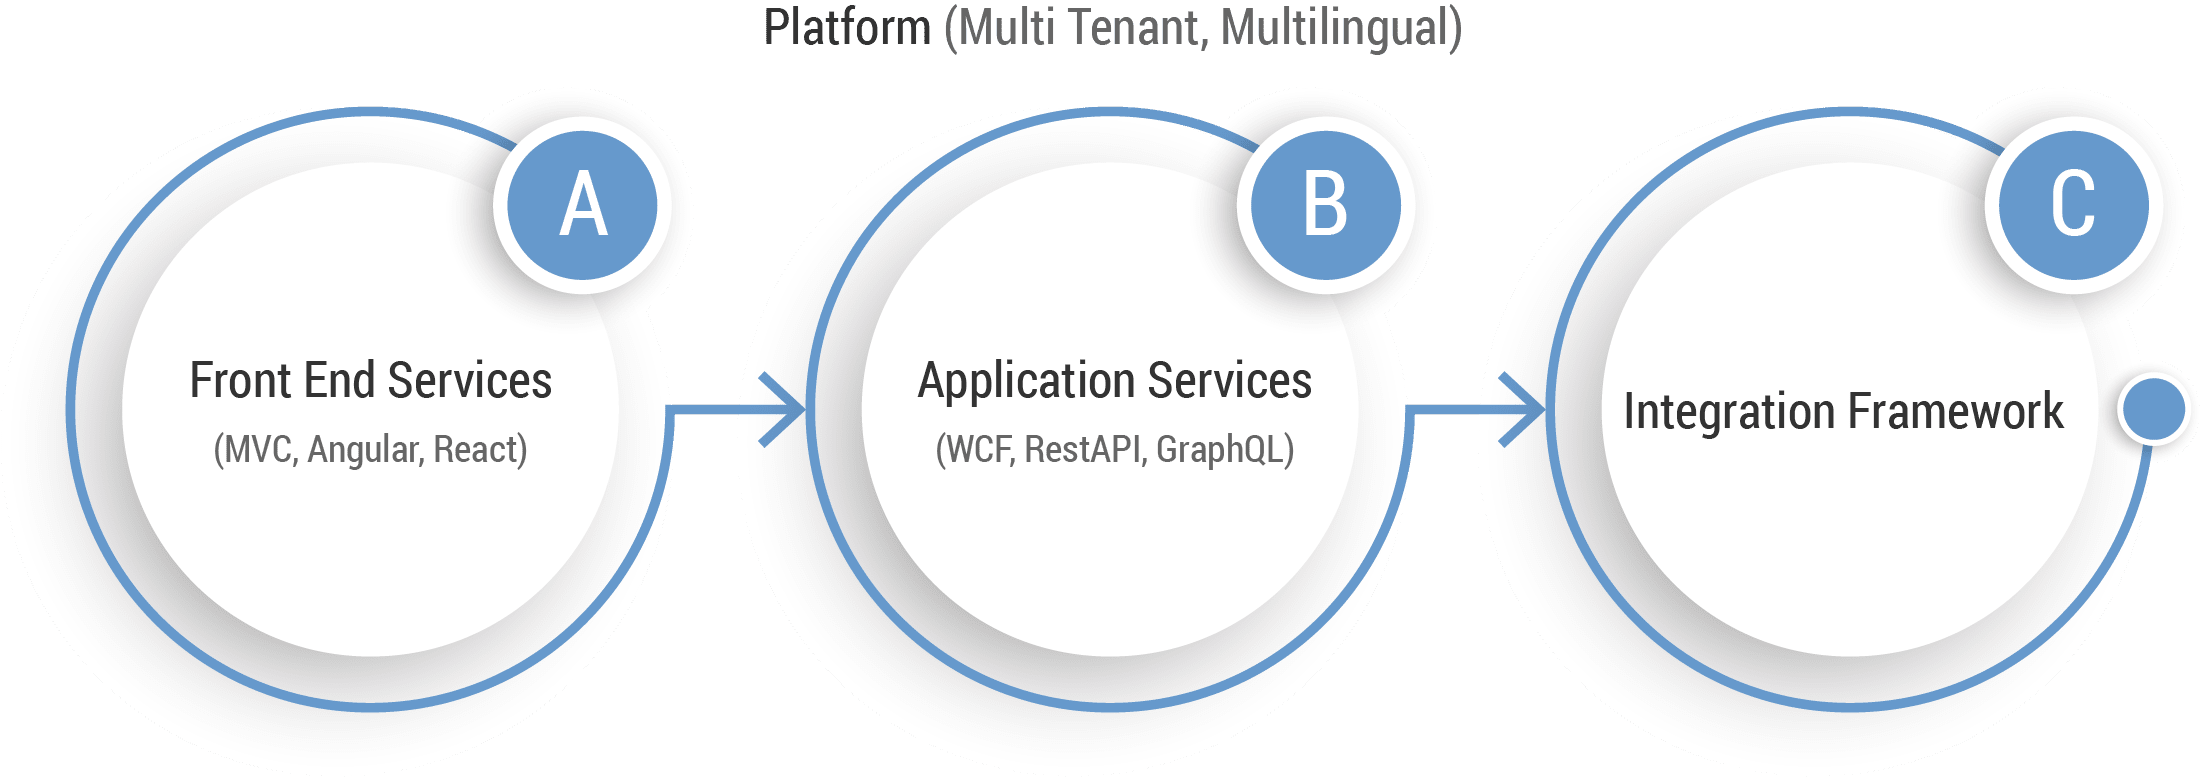 Platform (Multi Tenant, Multilingual)
A
Front End Services
(MVC, Angular, React)
B
Application Services
(WCF, RestAPI, GraphQL)
C
Integration Framework